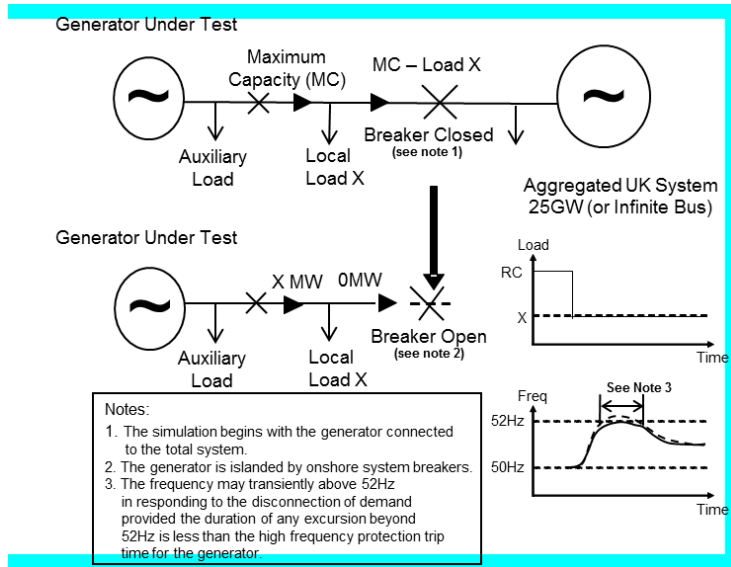 Generator Under Test
Maximum
Capacity (MC)
MC – Load X
~
~
Auxiliary
Load
Local
Load X
Breaker Closed
(see note 1)
Aggregated UK System
25GW (or Infinite Bus)
Generator Under Test
~
X MW
0MW
Auxiliary
Load
Local
Load X
Breaker Open
(see note 2)
Load
RC
X
Time
Freq
See Note 3
52Hz
50Hz
Time
Notes:
1. The simulation begins with the generator connected
to the total system.
2. The generator is islanded by onshore system breakers.
3. The frequency may transiently above 52Hz
in responding to the disconnection of demand
provided the duration of any excursion beyond
52Hz is less than the high frequency protection trip
time for the generator.